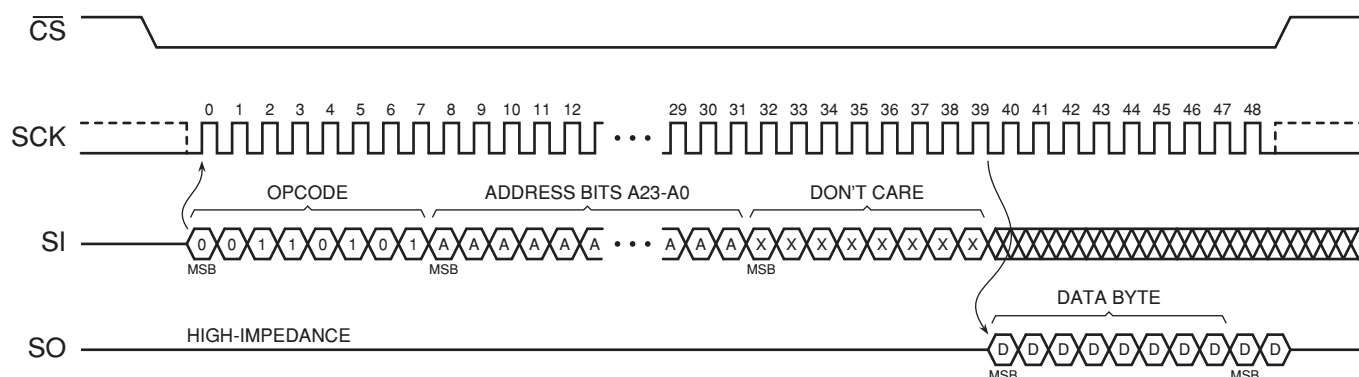 CS
SCK
0 1 2 3 4 5 6 7 8 9 10 11 12 29 30 31 32 33 34 35 36 37 38 39 40 41 42 43 44 45 46 47 48
OPCODE ADDRESS BITS A23-A0 DON'T CARE
SI
0 0 1 1 0 1 0 1 A A A A A A A A A X X X X X X X X
MSB MSB MSB
DATA BYTE
HIGH-IMPEDANCE
SO
D D D D D D D D D D
MSB MSB